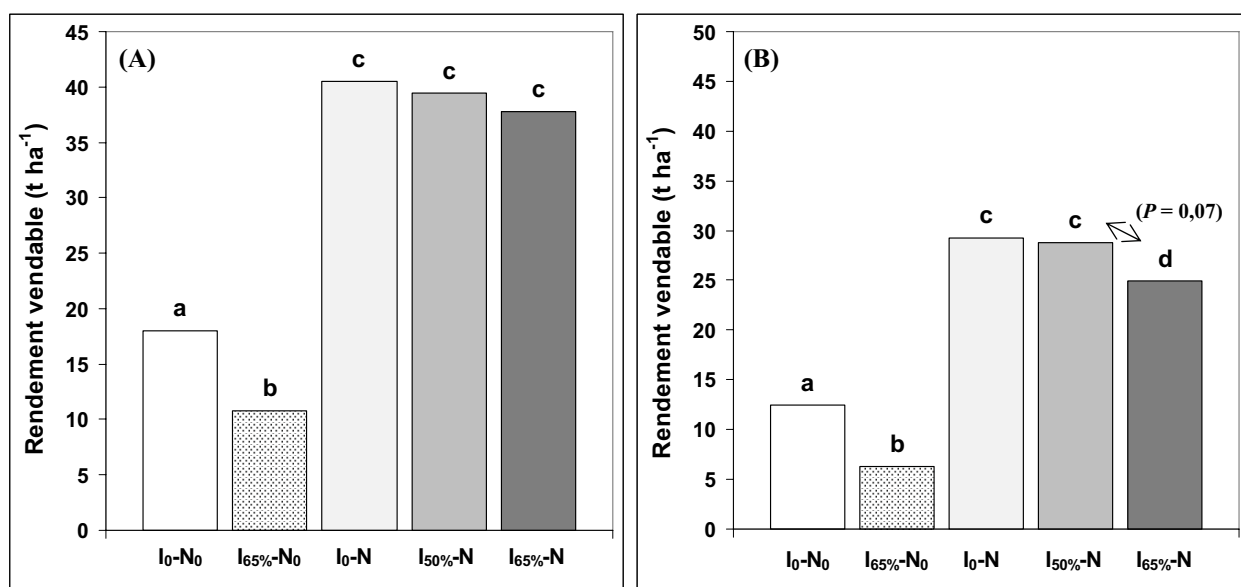 (A)
Rendement vendable (t ha⁻¹)
45
40
35
30
25
20
15
10
5
0
a
b
c
c
c
I₀-N₀
I₆₅%-N₀
I₀-N
I₅₀%-N
I₆₅%-N
(B)
Rendement vendable (t ha⁻¹)
50
45
40
35
30
25
20
15
10
5
0
a
b
c
c
(P = 0,07)
d
I₀-N₀
I₆₅%-N₀
I₀-N
I₅₀%-N
I₆₅%-N